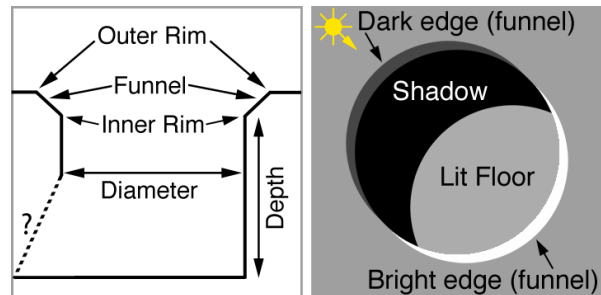 Outer Rim
Funnel
Inner Rim
Diameter
Depth
?
Dark edge (funnel)
Shadow
Lit Floor
Bright edge (funnel)